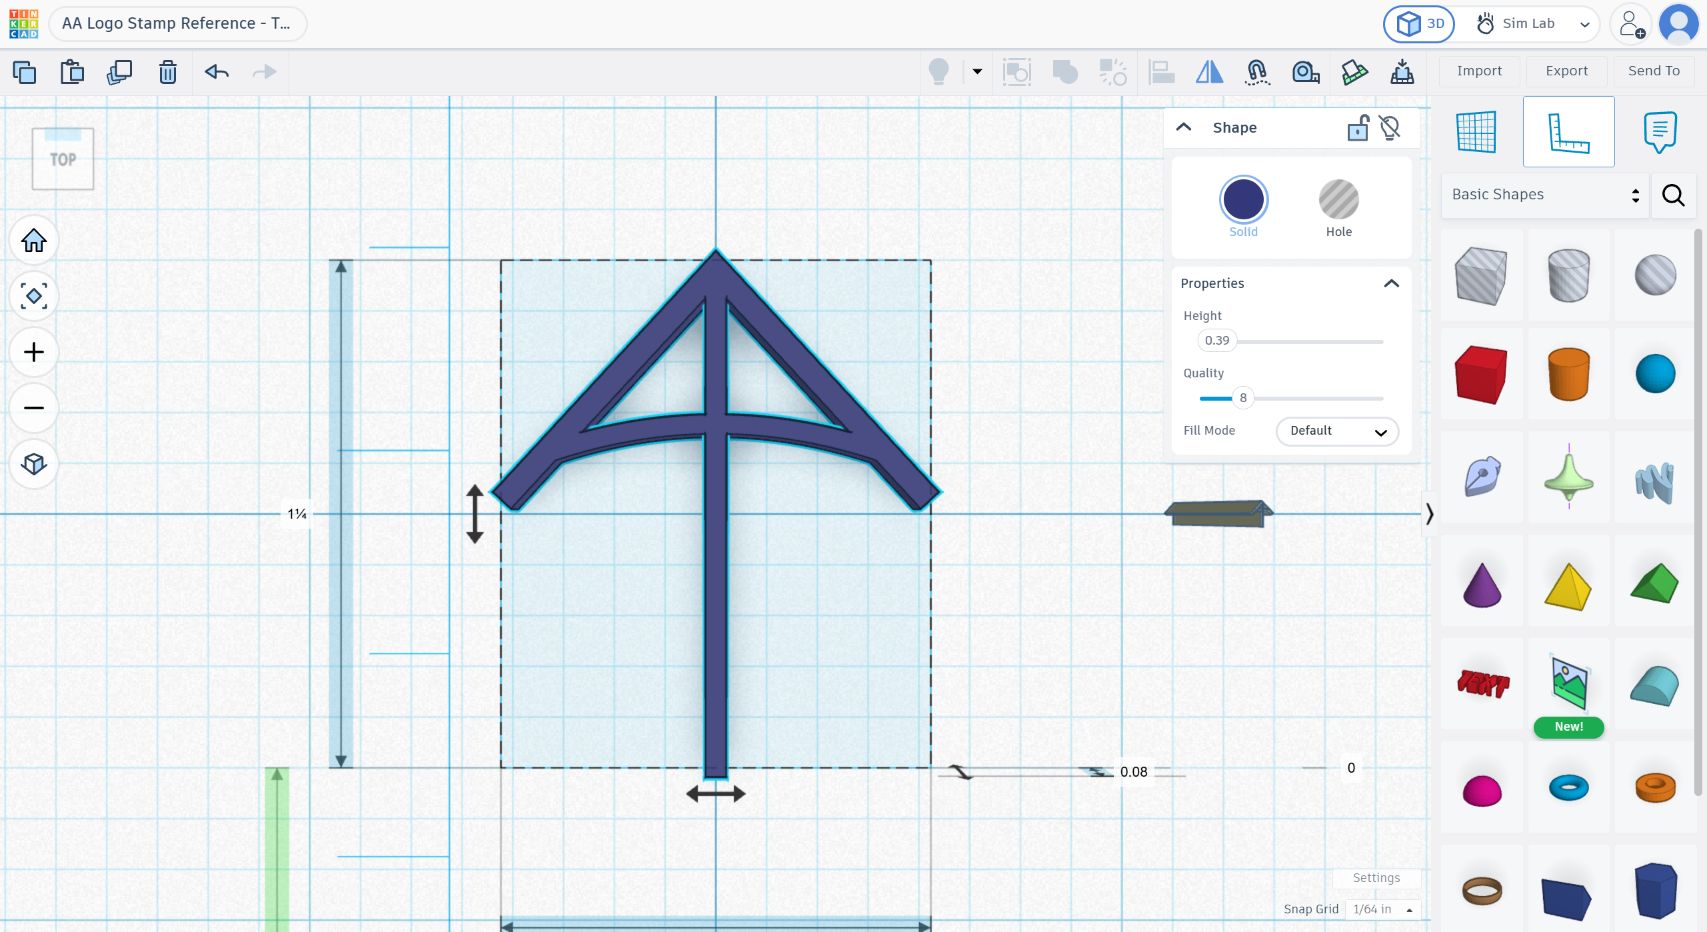 TIN
KER
CAD
AA Logo Stamp Reference - T...
3D
Sim Lab
Import
Export
Send To
TOP
Shape
Solid
Hole
Properties
Height
0.39
Quality
8
Fill Mode
Default
Basic Shapes
TEXT
New!
1¼
0.08
0
Settings
Snap Grid
1/64 in